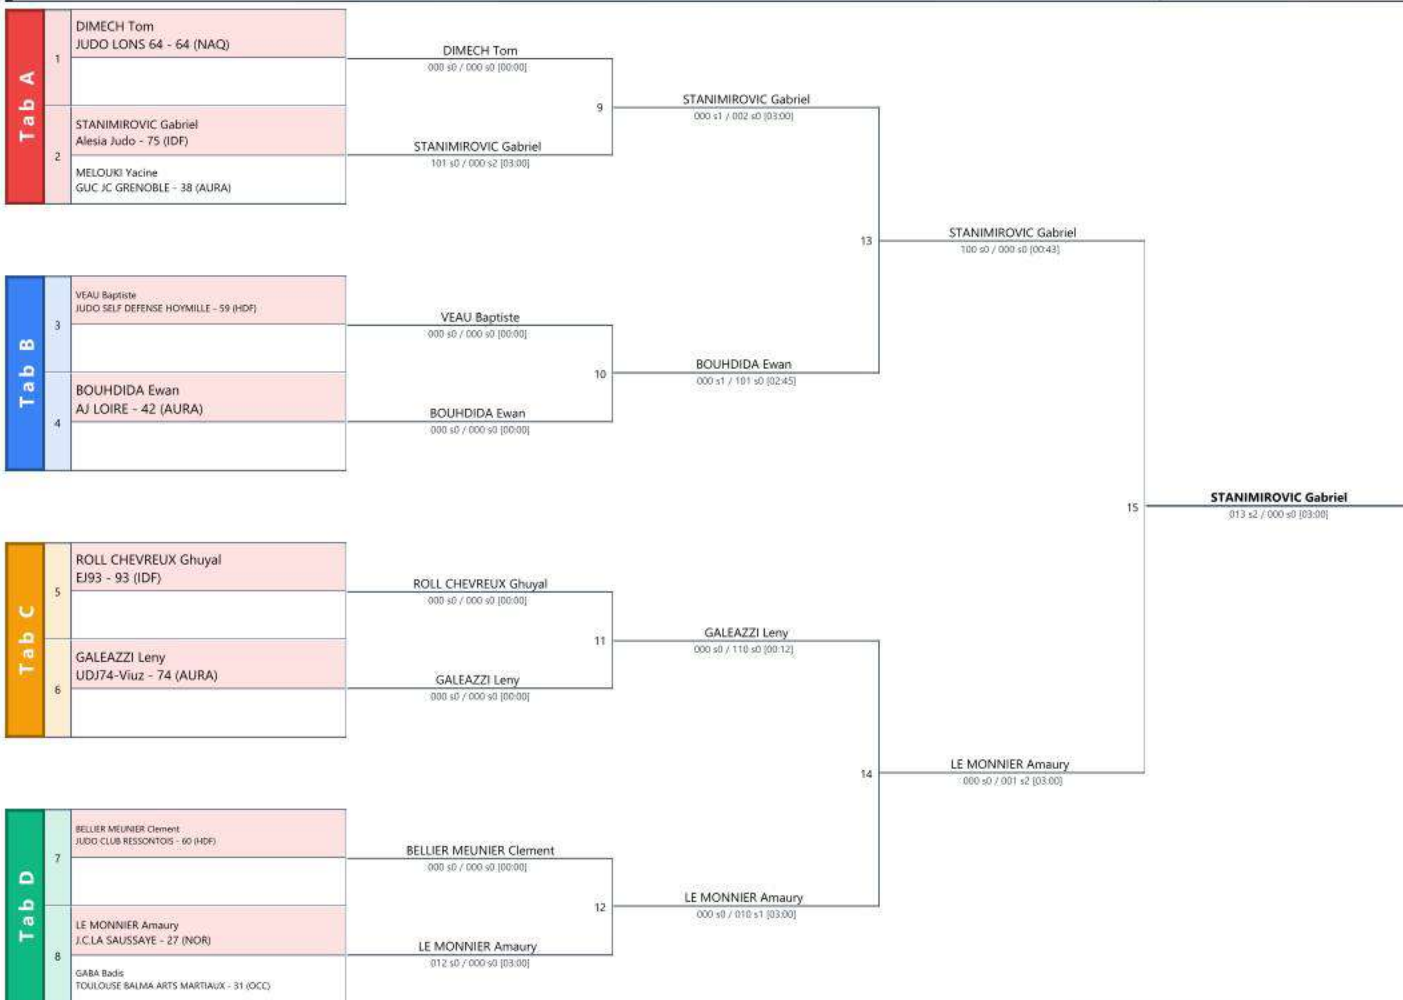 Tab A
1
DIMECH Tom
JUDO LONS 64 - 64 (NAQ)
2
STANIMIROVIC Gabriel
Alesia Judo - 75 (IDF)
MELOUKI Yacine
GUC JC GRENOBLE - 38 (AURA)
Tab B
3
VEAU Baptiste
JUDO SELF DEFENSE HOYMILLE - 59 (HDF)
4
BOUHDIDA Ewan
AJ LOIRE - 42 (AURA)
Tab C
5
ROLL CHEVREUX Ghuyal
EJ93 - 93 (IDF)
6
GALEAZZI Leny
UDJ74-Viuz - 74 (AURA)
Tab D
7
BELLIER MEUNIER Clement
JUDO CLUB RESSONTOIS - 60 (HDF)
8
LE MONNIER Amaury
J.C.LA SAUSSAYE - 27 (NOR)
GABA Badis
TOULOUSE BALMA ARTS MARTIAUX - 31 (OCC)
DIMECH Tom
000 s0 / 000 s0 [00:00]
9
STANIMIROVIC Gabriel
101 s0 / 000 s2 [03:00]
VEAU Baptiste
000 s0 / 000 s0 [00:00]
10
BOUHDIDA Ewan
000 s0 / 000 s0 [00:00]
ROLL CHEVREUX Ghuyal
000 s0 / 000 s0 [00:00]
11
GALEAZZI Leny
000 s0 / 000 s0 [00:00]
BELLIER MEUNIER Clement
000 s0 / 000 s0 [00:00]
12
LE MONNIER Amaury
012 s0 / 000 s0 [03:00]
STANIMIROVIC Gabriel
000 s1 / 002 s0 [03:00]
13
BOUHDIDA Ewan
000 s1 / 101 s0 [02:45]
GALEAZZI Leny
000 s0 / 110 s0 [00:12]
14
LE MONNIER Amaury
000 s0 / 010 s1 [03:00]
STANIMIROVIC Gabriel
100 s0 / 000 s0 [00:43]
15
LE MONNIER Amaury
000 s0 / 001 s2 [03:00]
STANIMIROVIC Gabriel
013 s2 / 000 s0 [03:00]